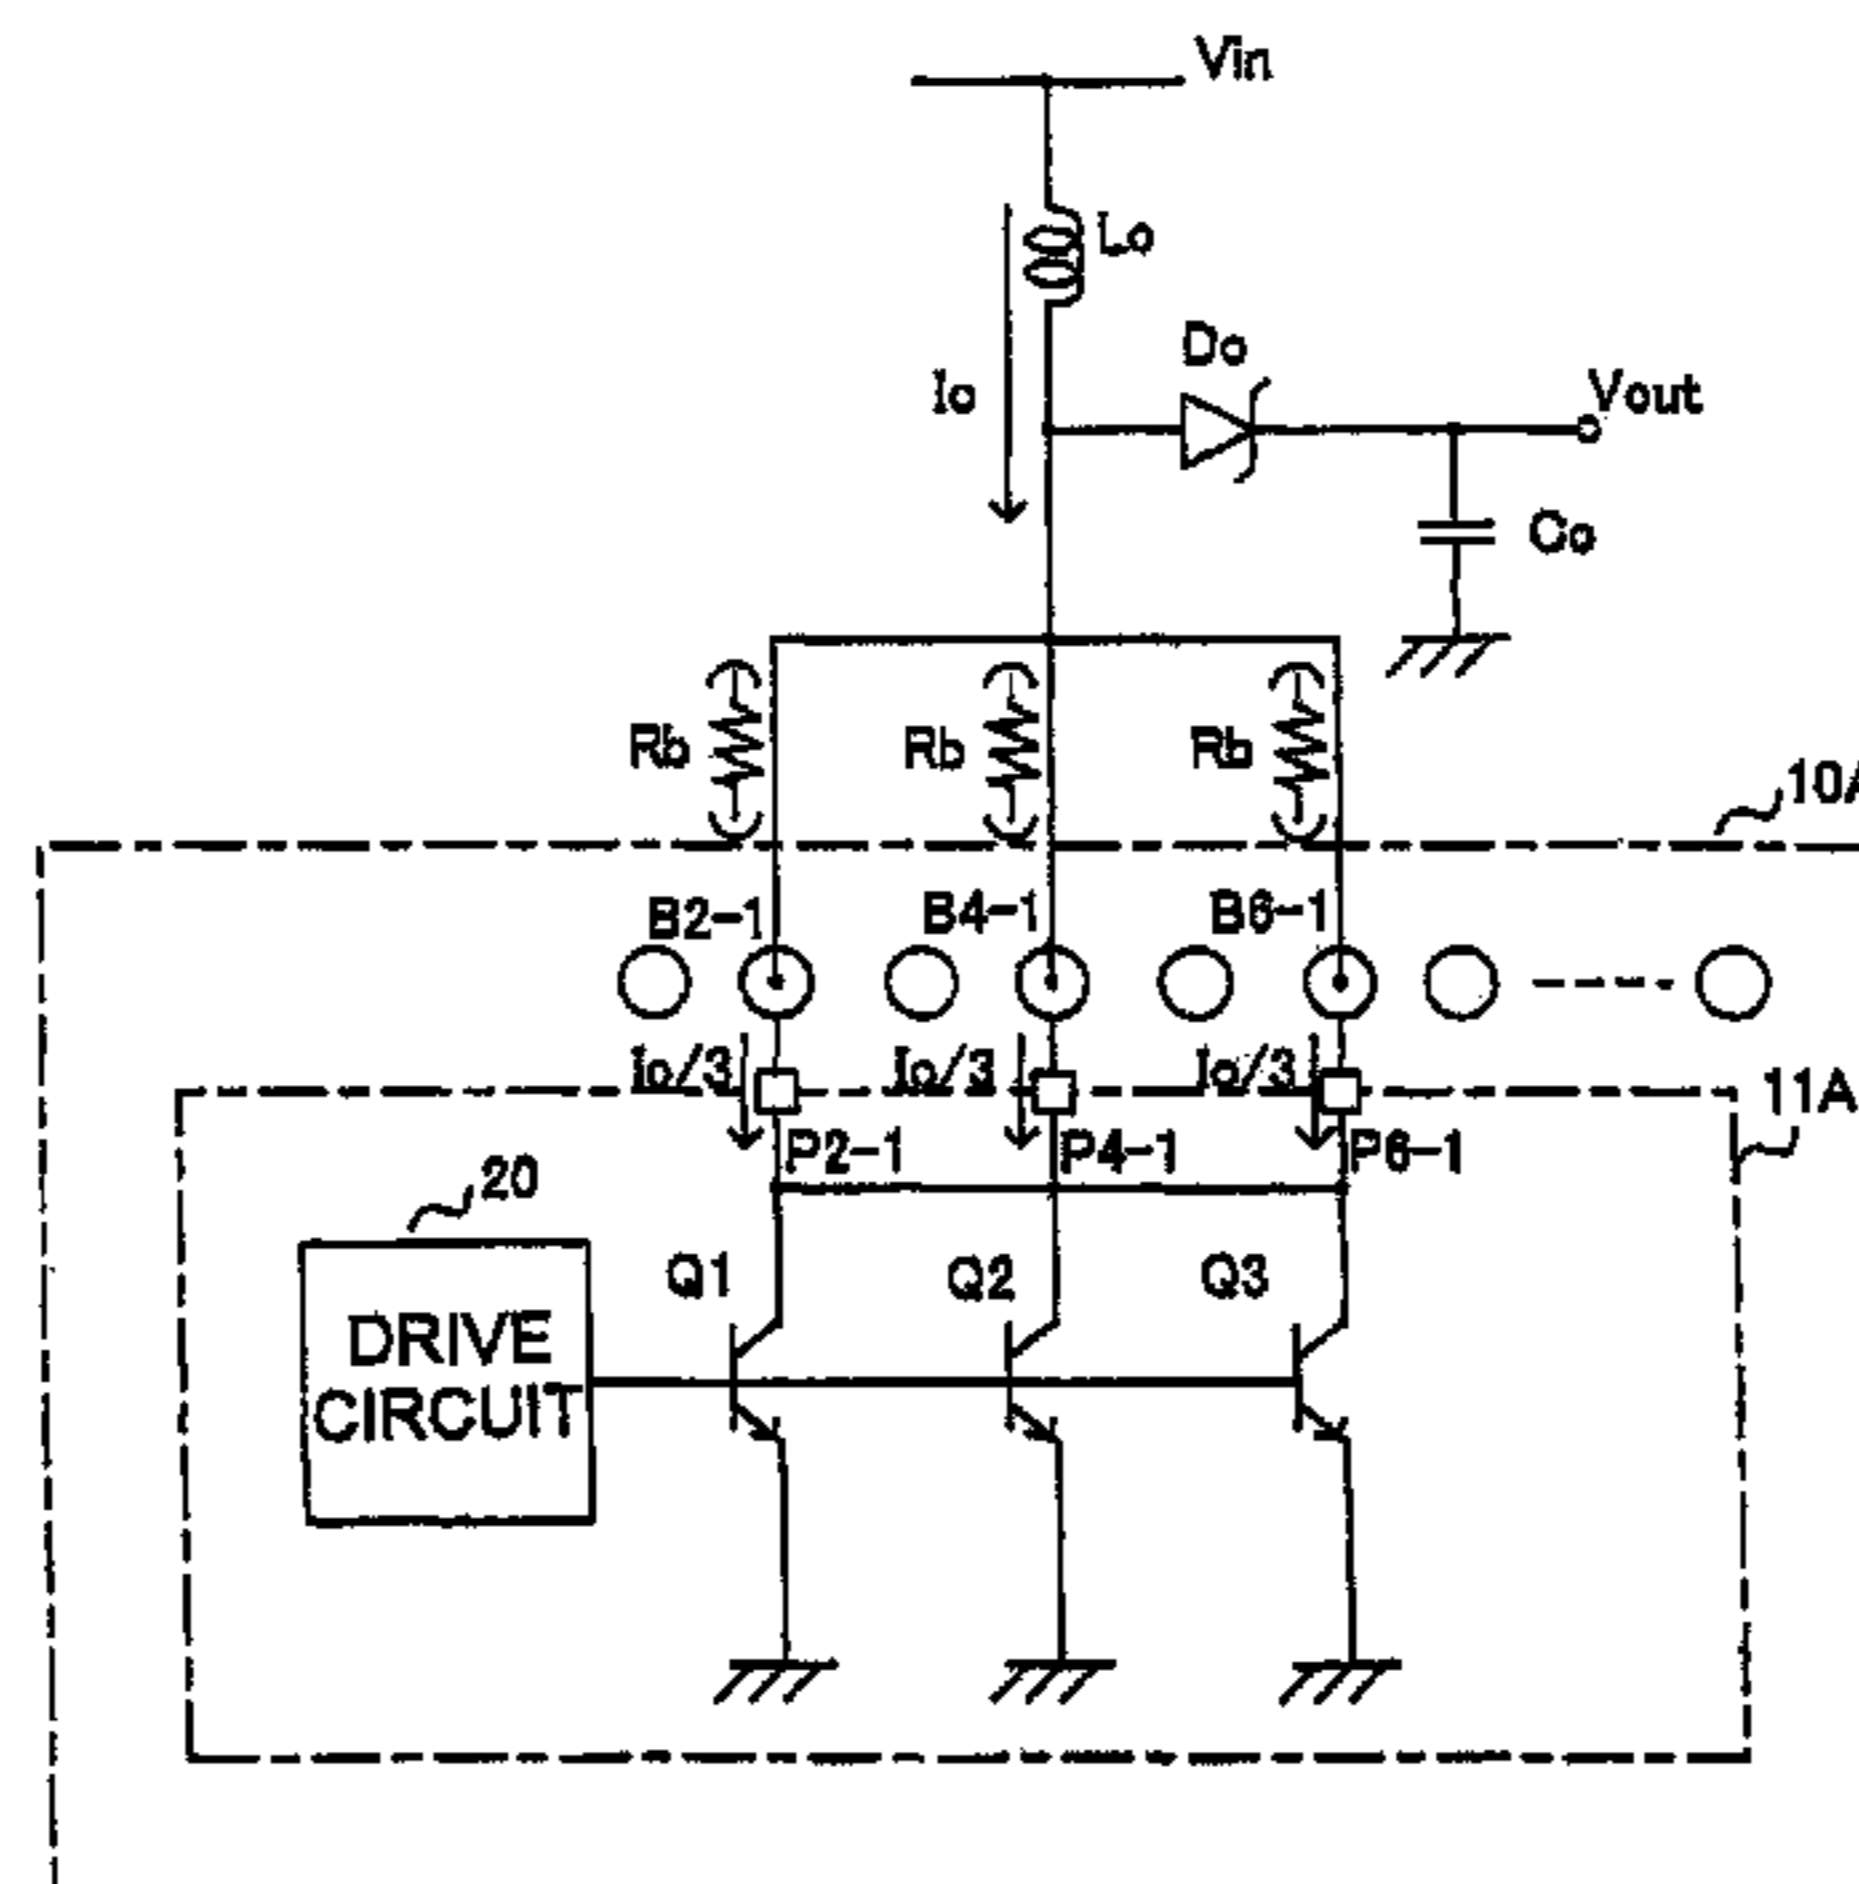 Vin
Lo
Do
Io
Vout
Co
Rb
Rb
Rb
B2-1
B4-1
B6-1
Io/3
Io/3
Io/3
11A
P2-1
P4-1
P6-1
20
Q1
Q2
Q3
DRIVE
CIRCUIT